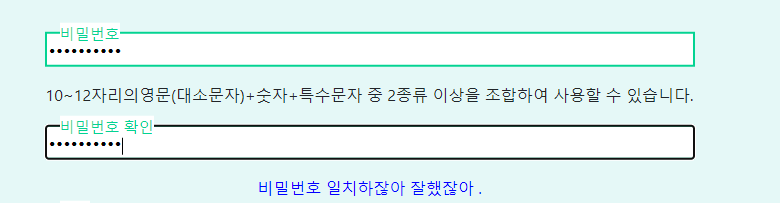 비밀번호
••••••••••
10~12자리의영문(대소문자)+숫자+특수문자 중 2종류 이상을 조합하여 사용할 수 있습니다.
비밀번호 확인
••••••••••
비밀번호 일치하잖아 잘했잖아 .